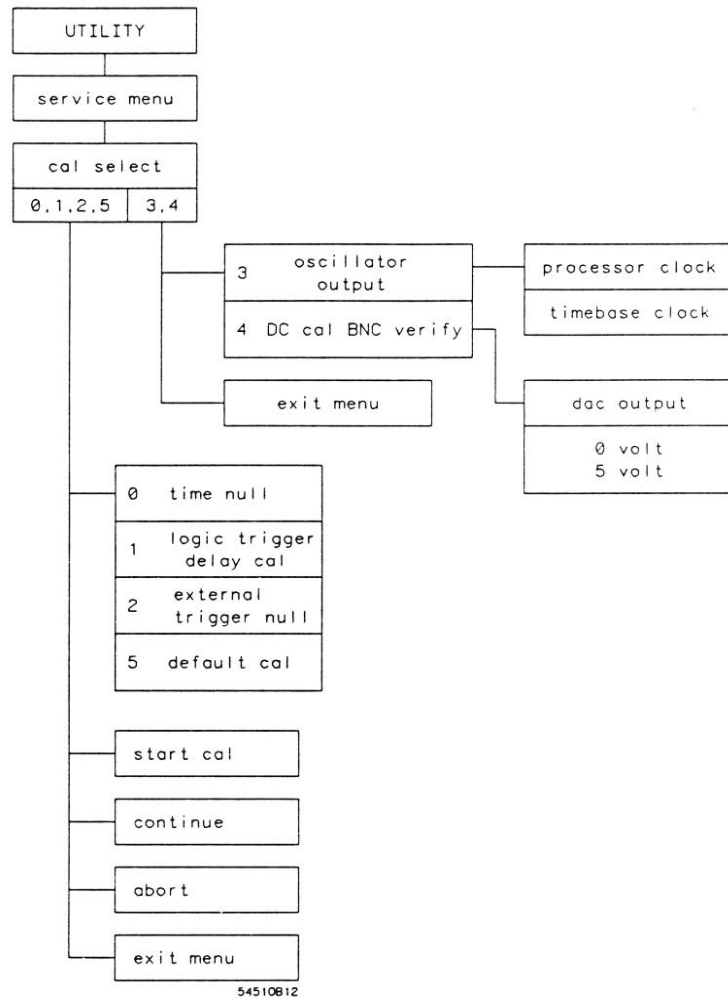 UTILITY
service menu
cal select
0,1,2,5
3,4
3
oscillator
output
4 DC cal BNC verify
processor clock
timebase clock
exit menu
dac output
0 volt
5 volt
0 time null
1
logic trigger
delay cal
2
external
trigger null
5 default cal
start cal
continue
abort
exit menu
54510B12